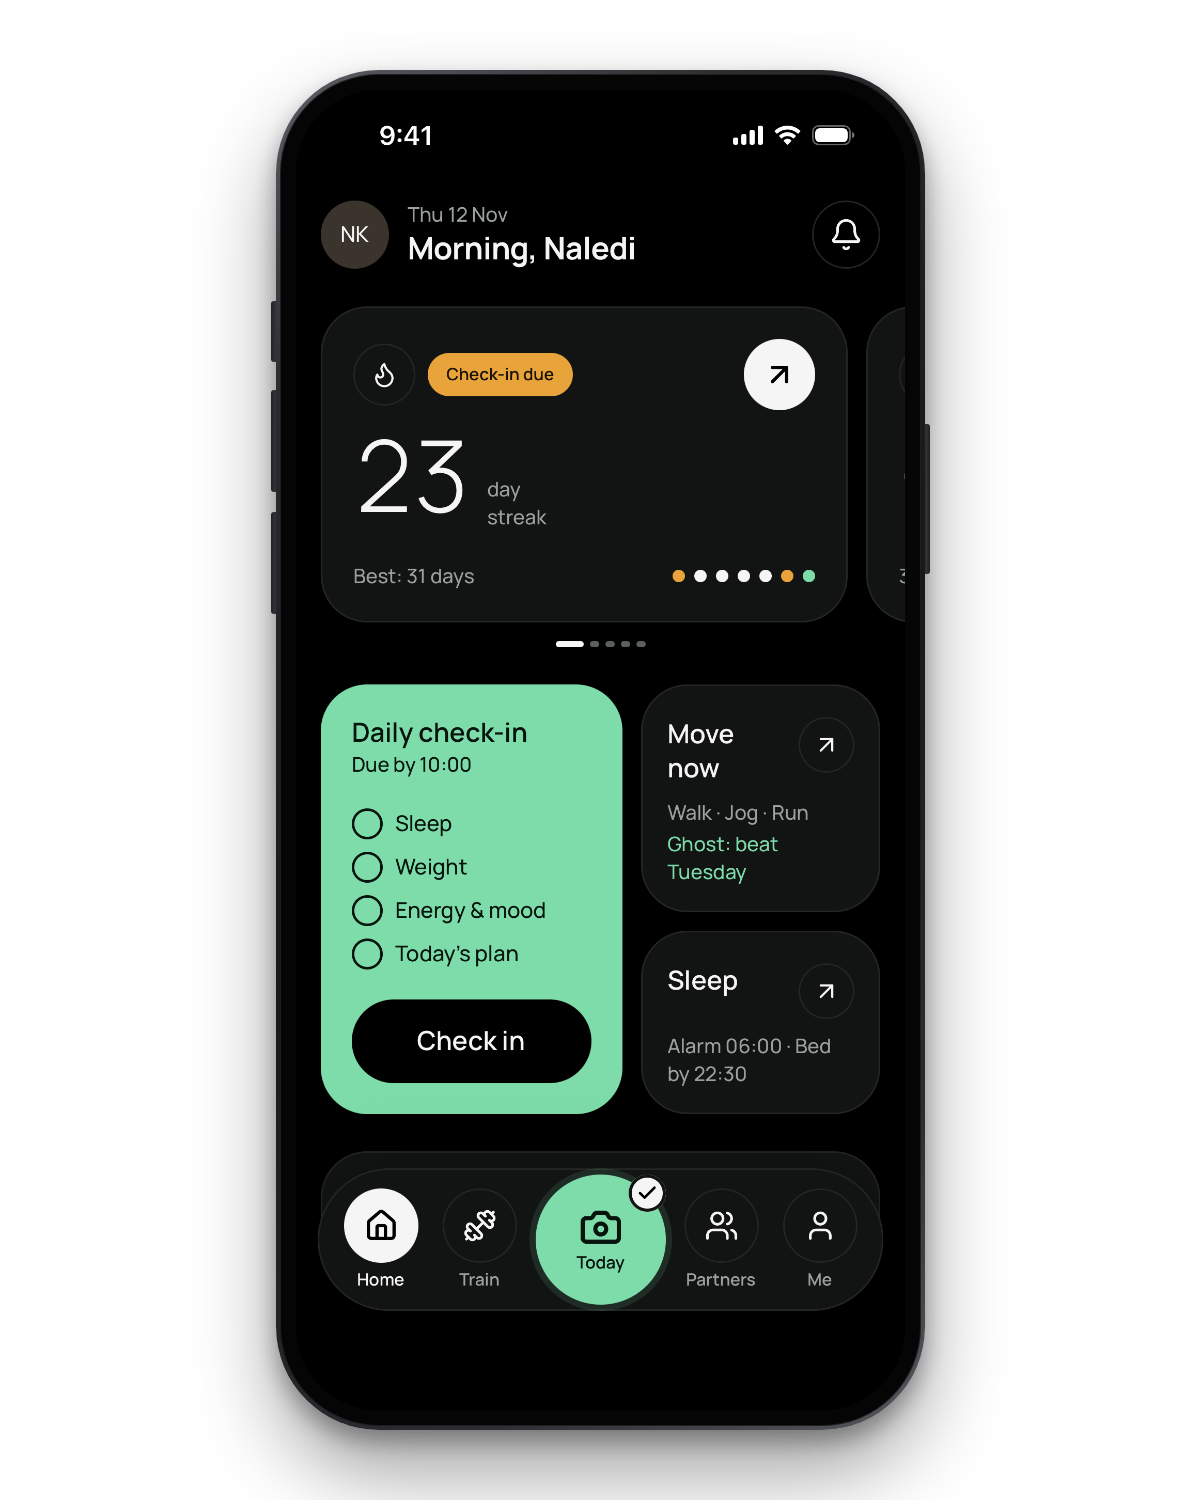 9:41
NK
Thu 12 Nov
Morning, Naledi
Check-in due
23
day
streak
Best: 31 days
3
Daily check-in
Due by 10:00
Sleep
Weight
Energy & mood
Today's plan
Check in
Move
now
Walk · Jog · Run
Ghost: beat
Tuesday
Sleep
Alarm 06:00 · Bed
by 22:30
Home
Train
Today
Partners
Me